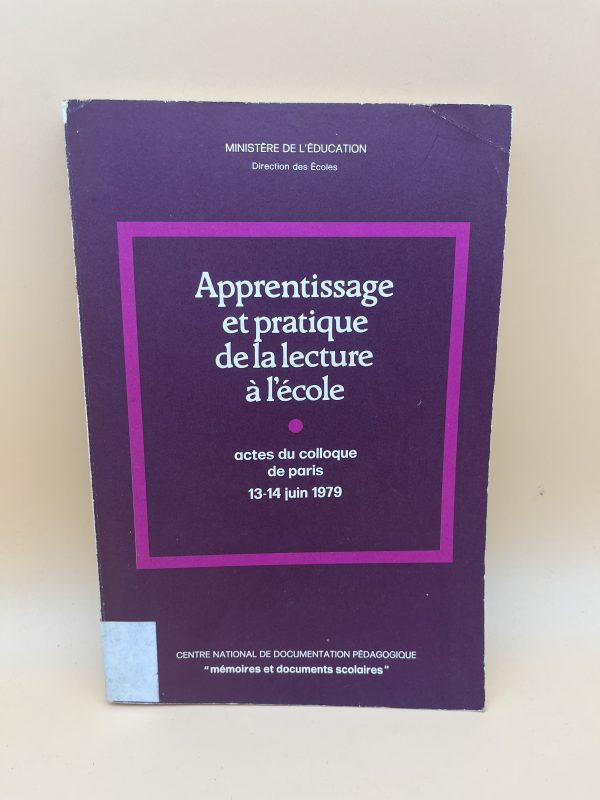 MINISTÈRE DE L'ÉDUCATION
Direction des Écoles
Apprentissage
et pratique
de la lecture
à l'école
actes du colloque
de paris
13-14 juin 1979
CENTRE NATIONAL DE DOCUMENTATION PÉDAGOGIQUE
"mémoires et documents scolaires"